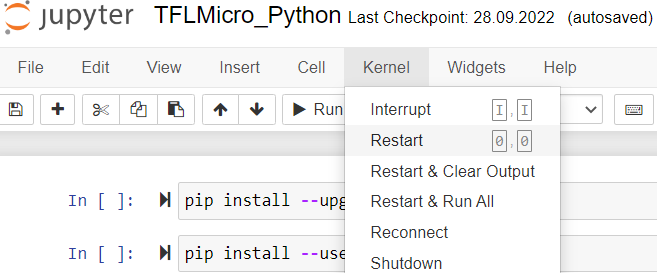 jupyter TFLMicro_Python Last Checkpoint: 28.09.2022 (autosaved)
File Edit View Insert Cell Kernel Widgets Help
Run
Interrupt I,I
Restart 0,0
Restart & Clear Output
Restart & Run All
Reconnect
Shutdown
In [ ]: pip install --upg
In [ ]: pip install --use